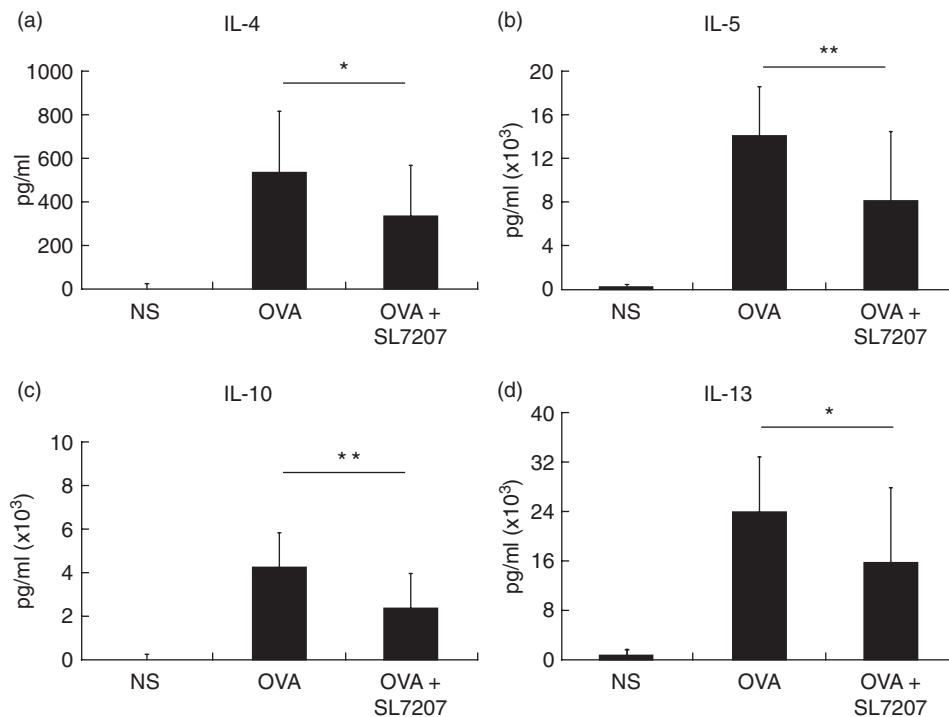 (a)
IL-4
*
1000
800
600
400
200
0
pg/ml
NS
OVA
OVA +
SL7207
(b)
IL-5
**
20
16
12
8
4
0
pg/ml (x10³)
NS
OVA
OVA +
SL7207
(c)
IL-10
* *
10
8
6
4
2
0
pg/ml (x10³)
NS
OVA
OVA +
SL7207
(d)
IL-13
*
40
32
24
16
8
0
pg/ml (x10³)
NS
OVA
OVA +
SL7207